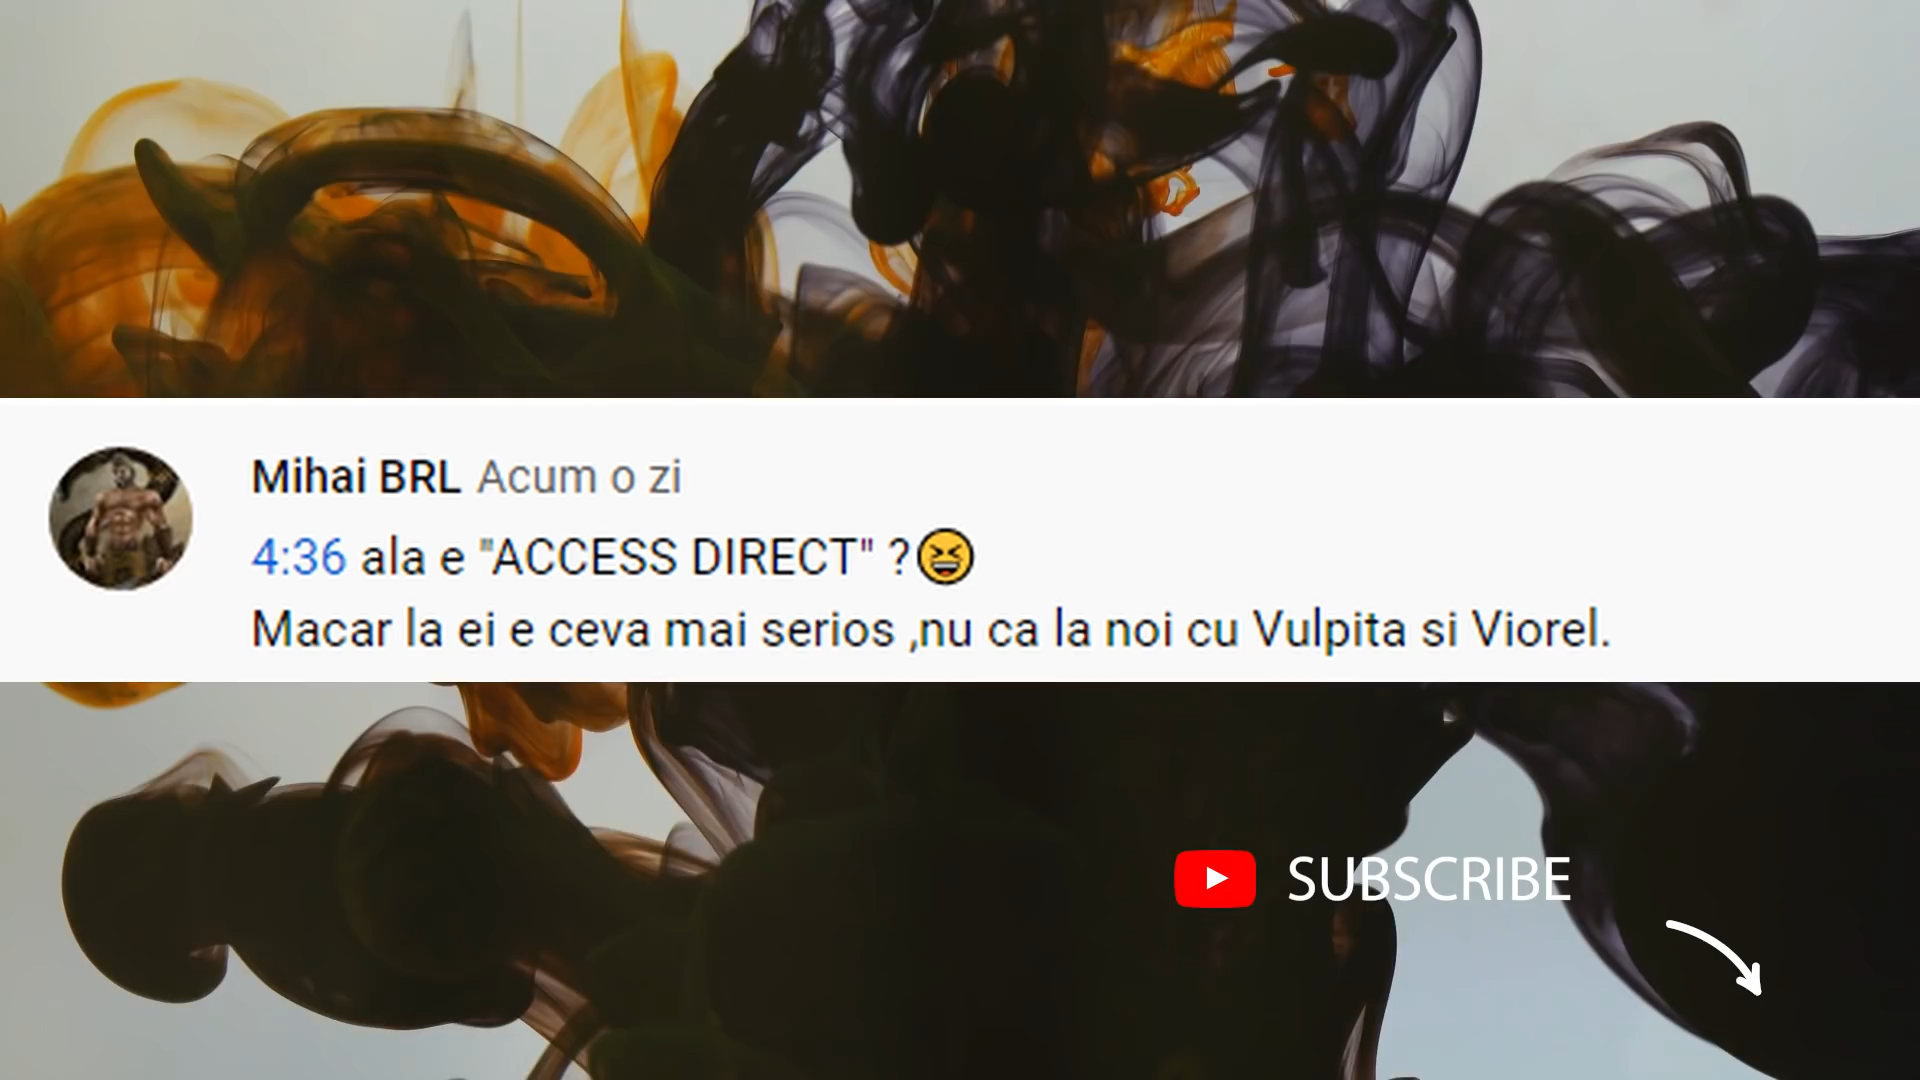 Mihai BRL Acum o zi
4:36 ala e "ACCESS DIRECT" ?😆
Macar la ei e ceva mai serios ,nu ca la noi cu Vulpita si Viorel.
SUBSCRIBE